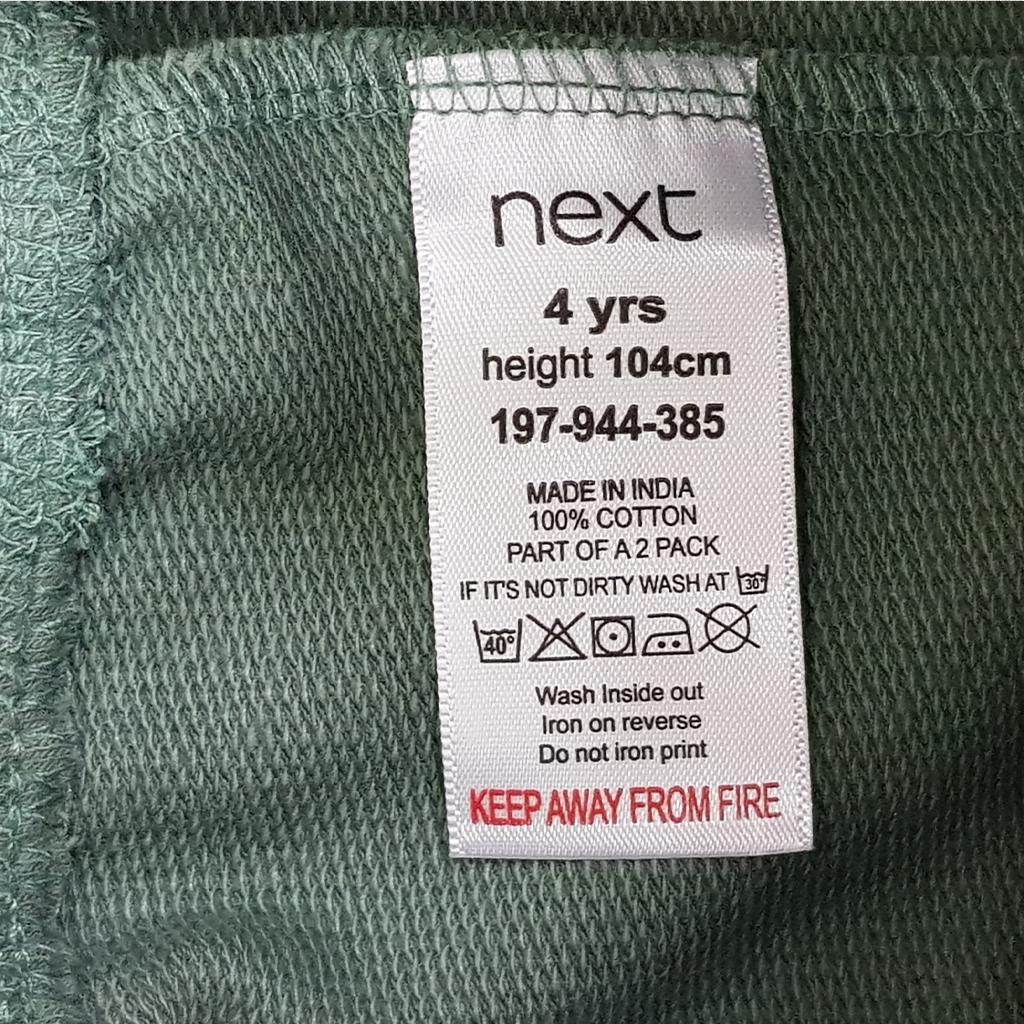 next
4 yrs
height 104cm
197-944-385
MADE IN INDIA
100% COTTON
PART OF A 2 PACK
IF IT'S NOT DIRTY WASH AT 30°
40°
Wash Inside out
Iron on reverse
Do not iron print
KEEP AWAY FROM FIRE